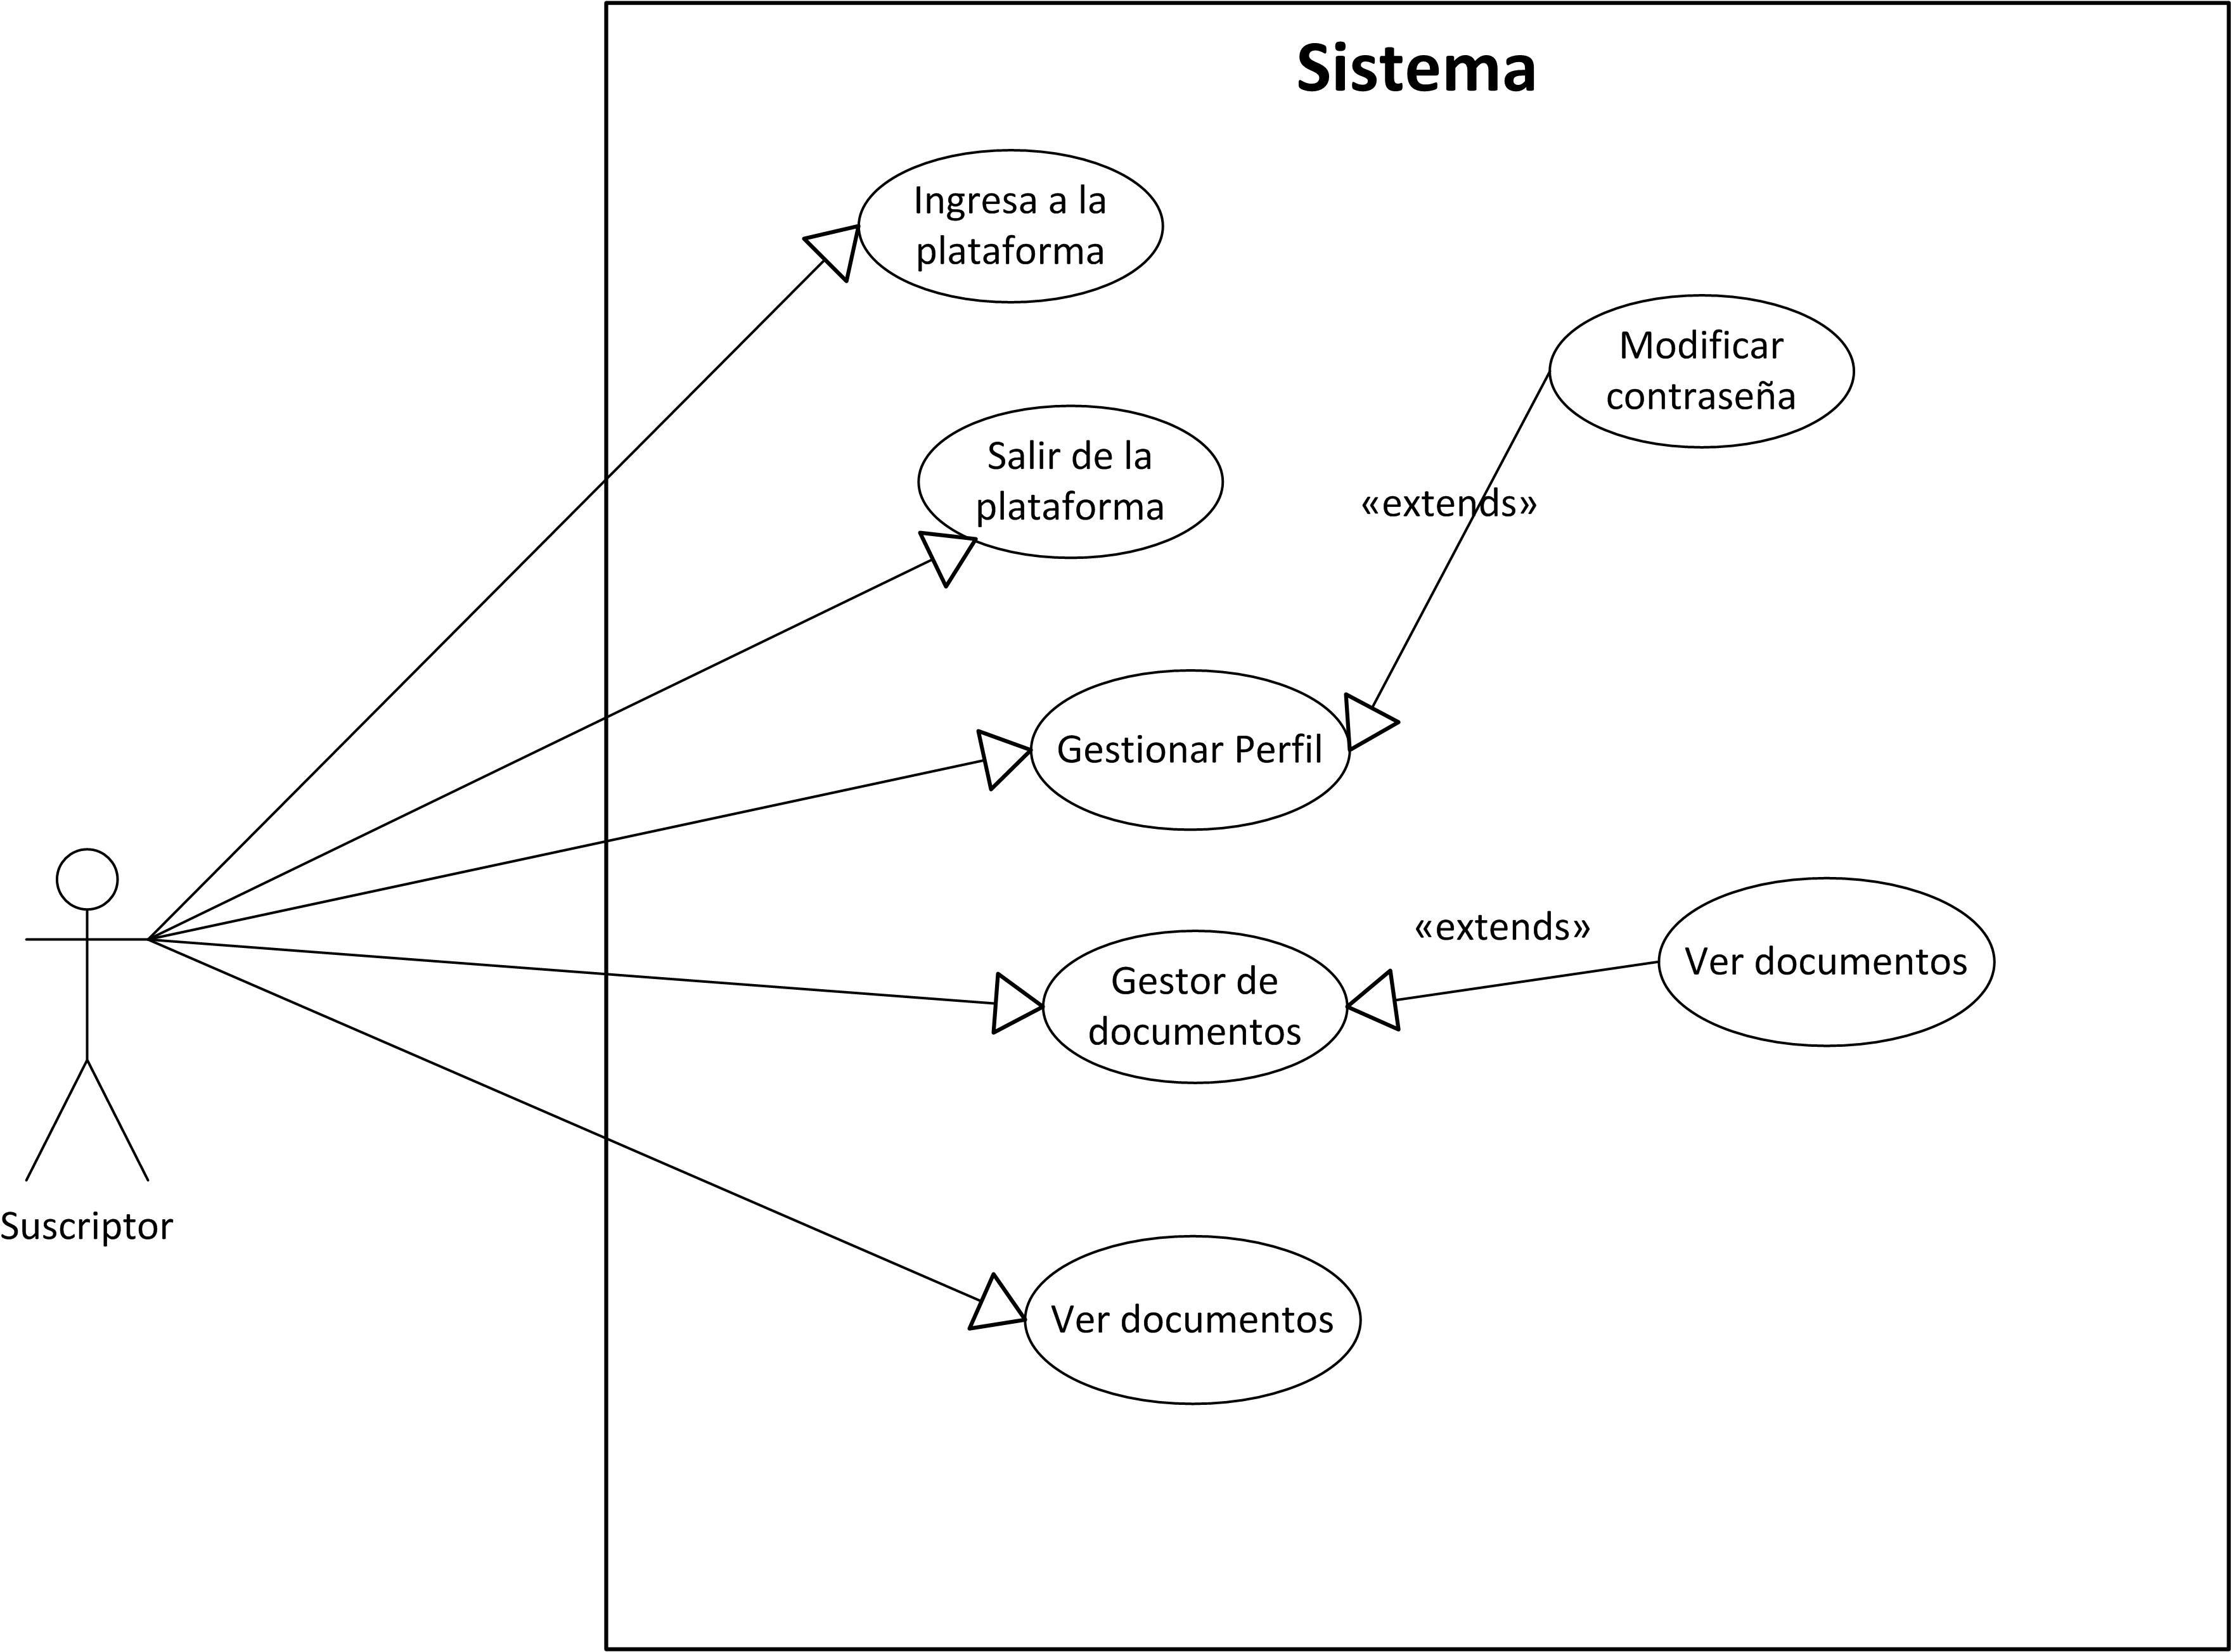 Sistema
Ingresa a la
plataforma
Modificar
contraseña
Salir de la
plataforma
«extends»
Gestionar Perfil
«extends»
Ver documentos
Gestor de
documentos
Suscriptor
Ver documentos